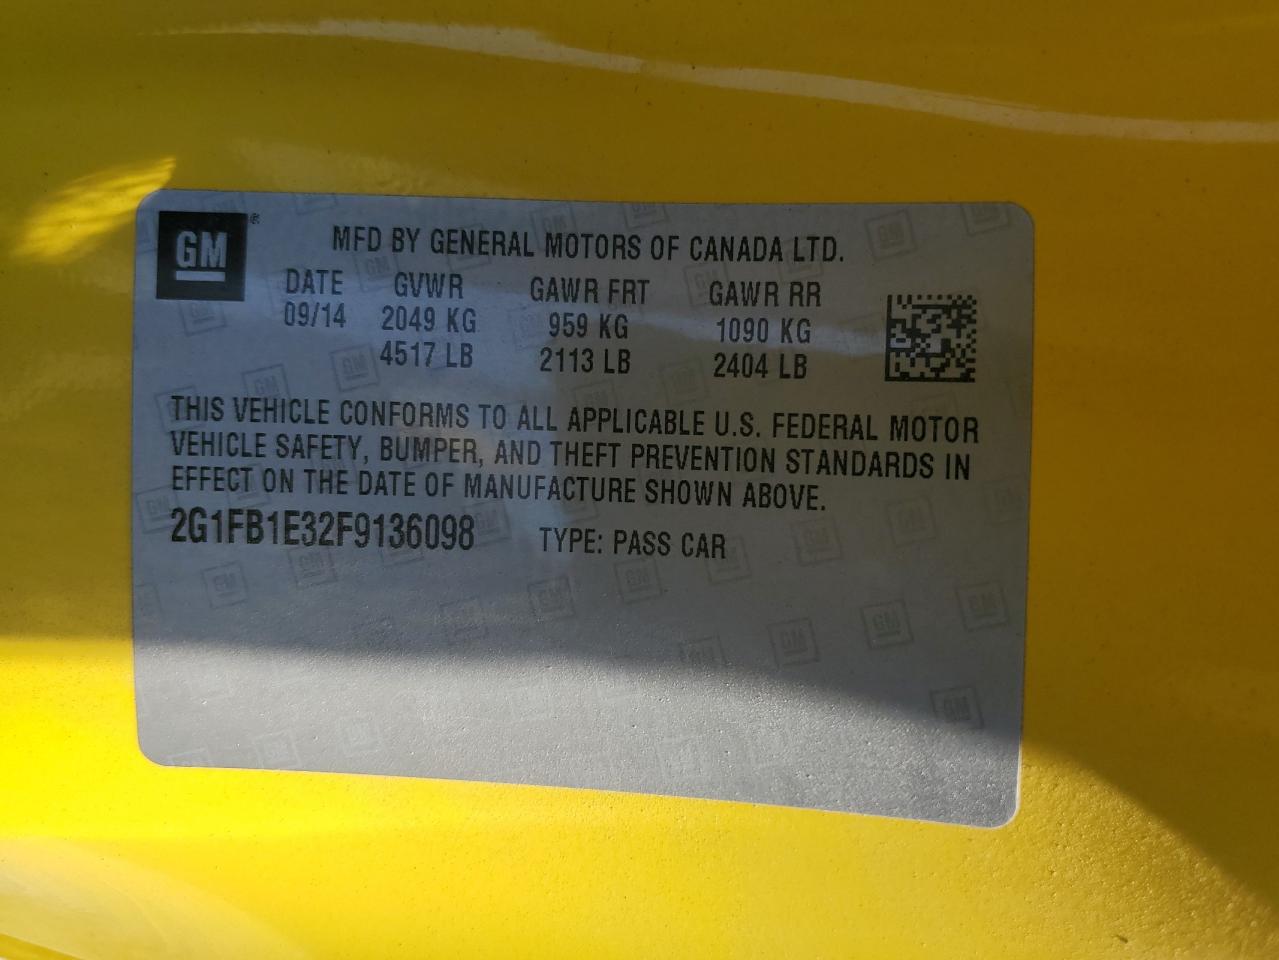 GM ®
MFD BY GENERAL MOTORS OF CANADA LTD.
DATE GVWR GAWR FRT GAWR RR
09/14 2049 KG 959 KG 1090 KG
4517 LB 2113 LB 2404 LB
THIS VEHICLE CONFORMS TO ALL APPLICABLE U.S. FEDERAL MOTOR
VEHICLE SAFETY, BUMPER, AND THEFT PREVENTION STANDARDS IN
EFFECT ON THE DATE OF MANUFACTURE SHOWN ABOVE.
2G1FB1E32F9136098 TYPE: PASS CAR